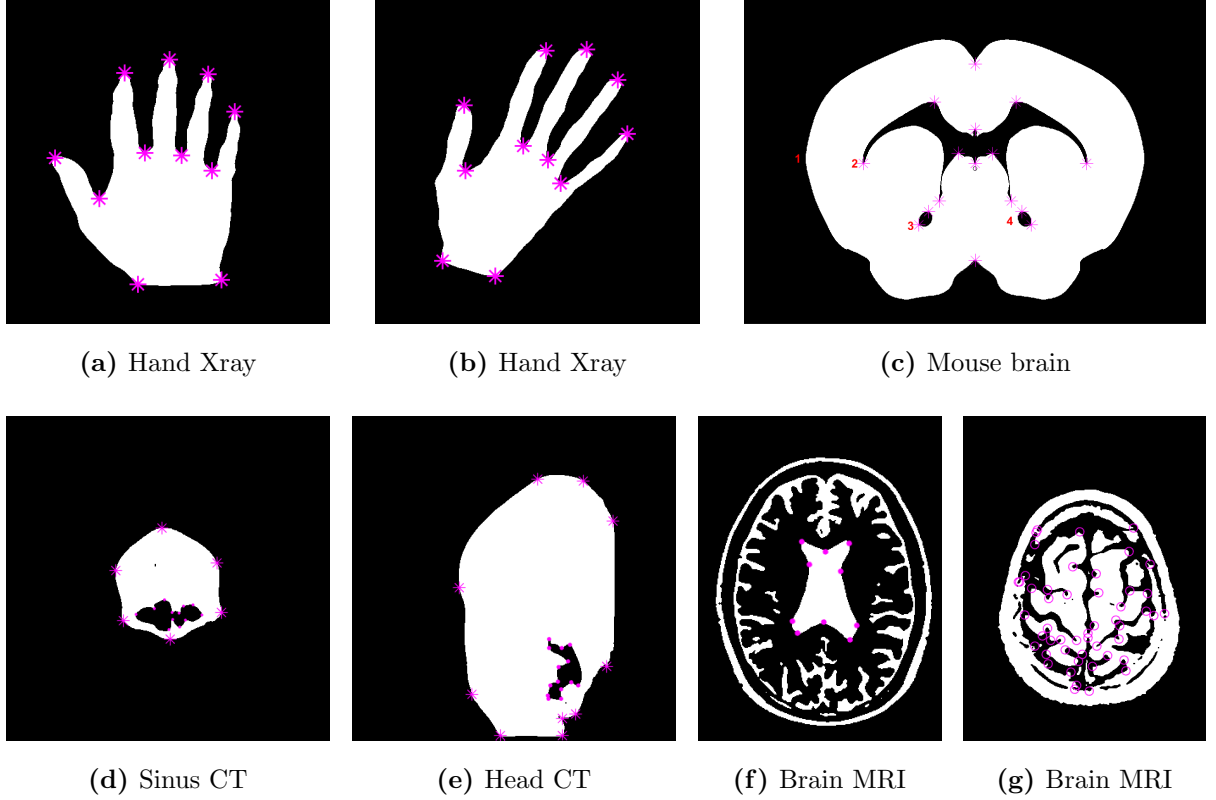 1
2
3
4
(a) Hand Xray
(b) Hand Xray
(c) Mouse brain
(d) Sinus CT
(e) Head CT
(f) Brain MRI
(g) Brain MRI